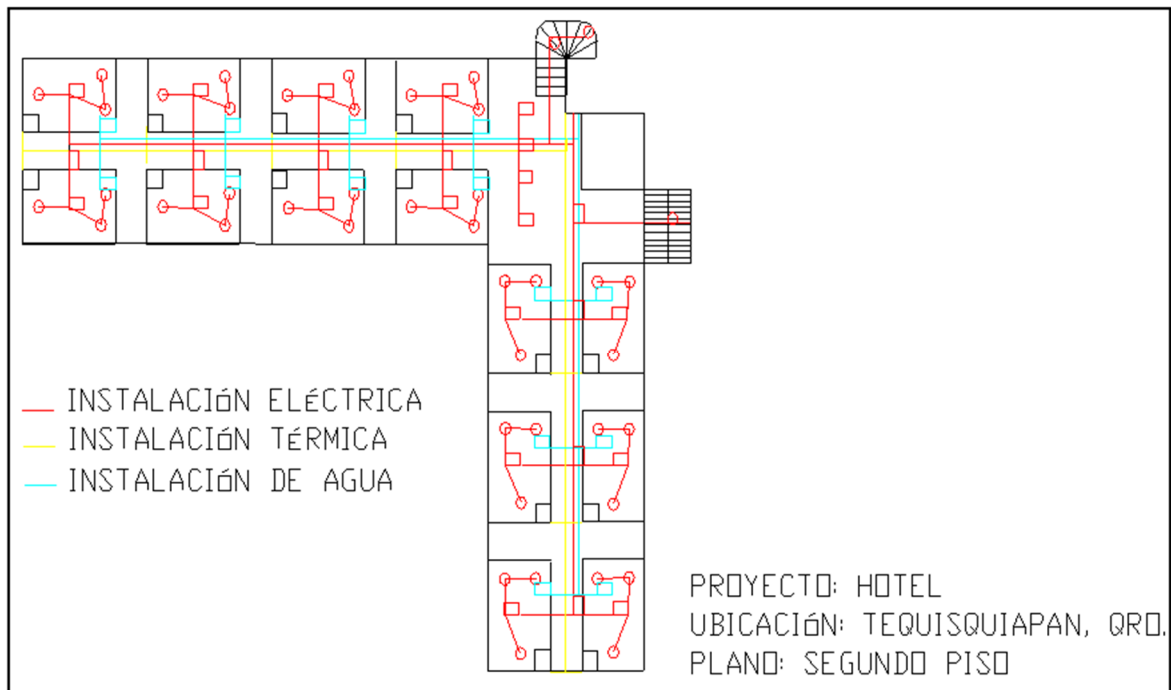 INSTALACIÓN ELÉCTRICA
INSTALACIÓN TÉRMICA
INSTALACIÓN DE AGUA
PROYECTO: HOTEL
UBICACIÓN: TEQUISQUIAPAN, QRO.
PLANO: SEGUNDO PISO